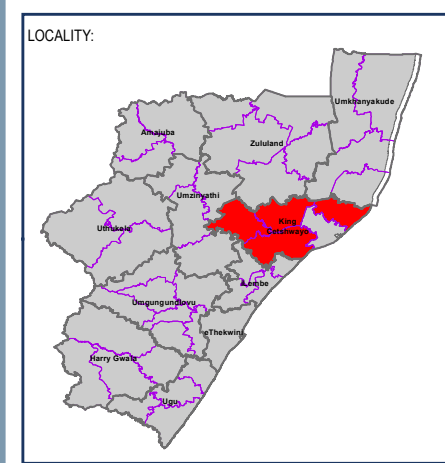 LOCALITY:
Umkhanyakude
Amajuba
Zululand
Umzinyathi
King
Cetshwayo
Uthukela
iLembe
Umgungundlovu
eThekwini
Harry Gwala
Ugu